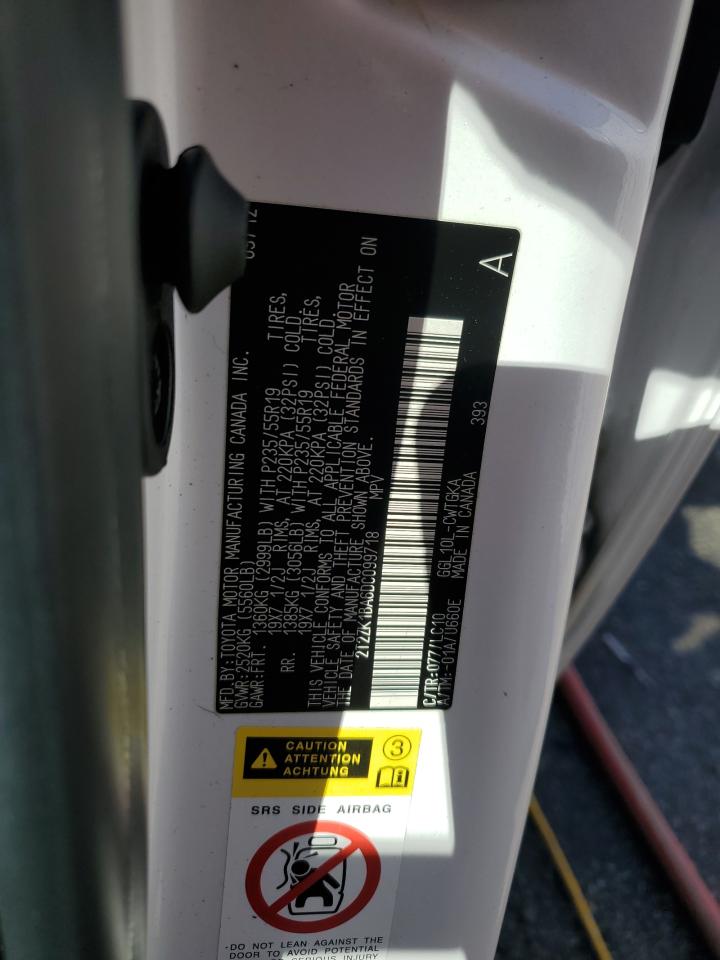 MFD.BY:TOYOTA MOTOR MANUFACTURING CANADA INC.
GVWR:2520KG (5560LB)
GAWR:FRT. 1360KG (2999LB) WITH P235/55R19 TIRES,
19X7 1/2J RIMS, AT 220KPA (32PSI) COLD
RR. 1385KG (3056LB) WITH P235/55R19 TIRES,
19X7 1/2J RIMS, AT 220KPA (32PSI) COLD.
THIS VEHICLE CONFORMS TO ALL APPLICABLE FEDERAL MOTOR
VEHICLE SAFETY AND THEFT PREVENTION STANDARDS IN EFFECT ON
THE DATE OF MANUFACTURE SHOWN ABOVE.
2T2ZK1BA6DC099718 MPV
C/TR:077/LC10 GGL10L-CWTGKA
A/TM:-01A/U660E MADE IN CANADA 393
A
CAUTION
ATTENTION
ACHTUNG
3
SRS SIDE AIRBAG
-DO NOT LEAN AGAINST THE
DOOR TO AVOID POTENTIAL
SERIOUS INJURY